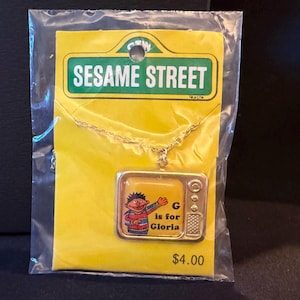 SESAME STREET
G
is for
Gloria
$4.00